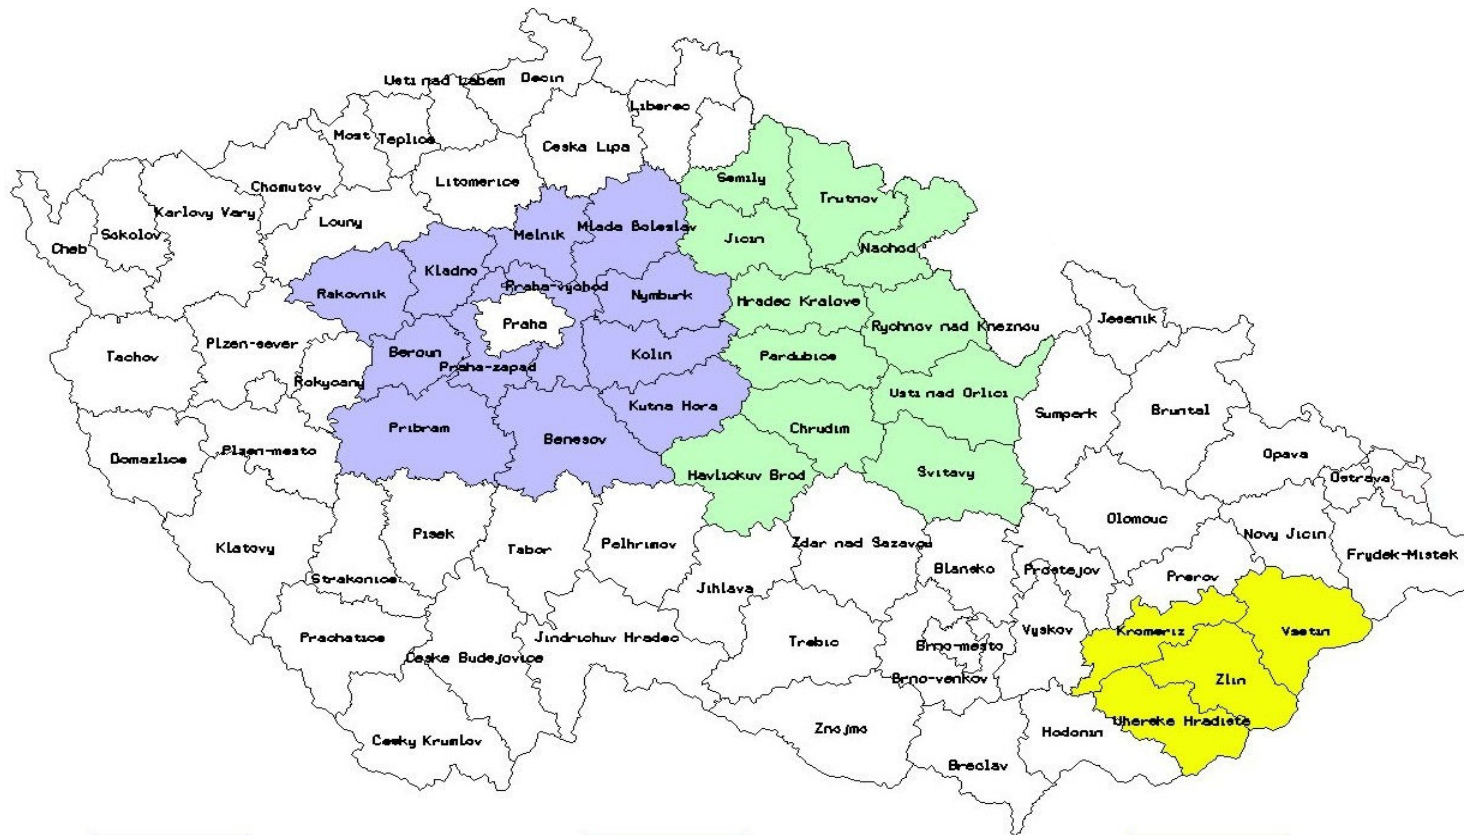 Usti nad Labem
Decin
Liberec
Most
Teplice
Ceska Lipa
Chomutov
Litomerice
Semily
Trutnov
Karlovy Vary
Louny
Melnik
Mlada Boleslav
Sokolov
Cheb
Jicin
Nachod
Kladno
Rakovnik
Praha-vychod
Nymburk
Hradec Kralove
Jesenik
Praha
Rychnov nad Kneznou
Plzen-sever
Tachov
Beroun
Kolin
Pardubice
Praha-zapad
Rokycany
Usti nad Orlici
Kutna Hora
Sumperk
Bruntal
Pribram
Benesov
Chrudim
Domazlice
Plzen-mesto
Opava
Havlickuv Brod
Svitavy
Ostrava
Olomouc
Klatovy
Pisek
Tabor
Pelhrimov
Zdar nad Sazavou
Novy Jicin
Frydek-Mistek
Blansko
Prostejov
Prerov
Strakonice
Jihlava
Prachatice
Jindrichuv Hradec
Trebic
Vyskov
Kromeriz
Vsetin
Brno-mesto
Ceske Budejovice
Brno-venkov
Zlin
Uherske Hradiste
Znojmo
Hodonin
Cesky Krumlov
Breclav